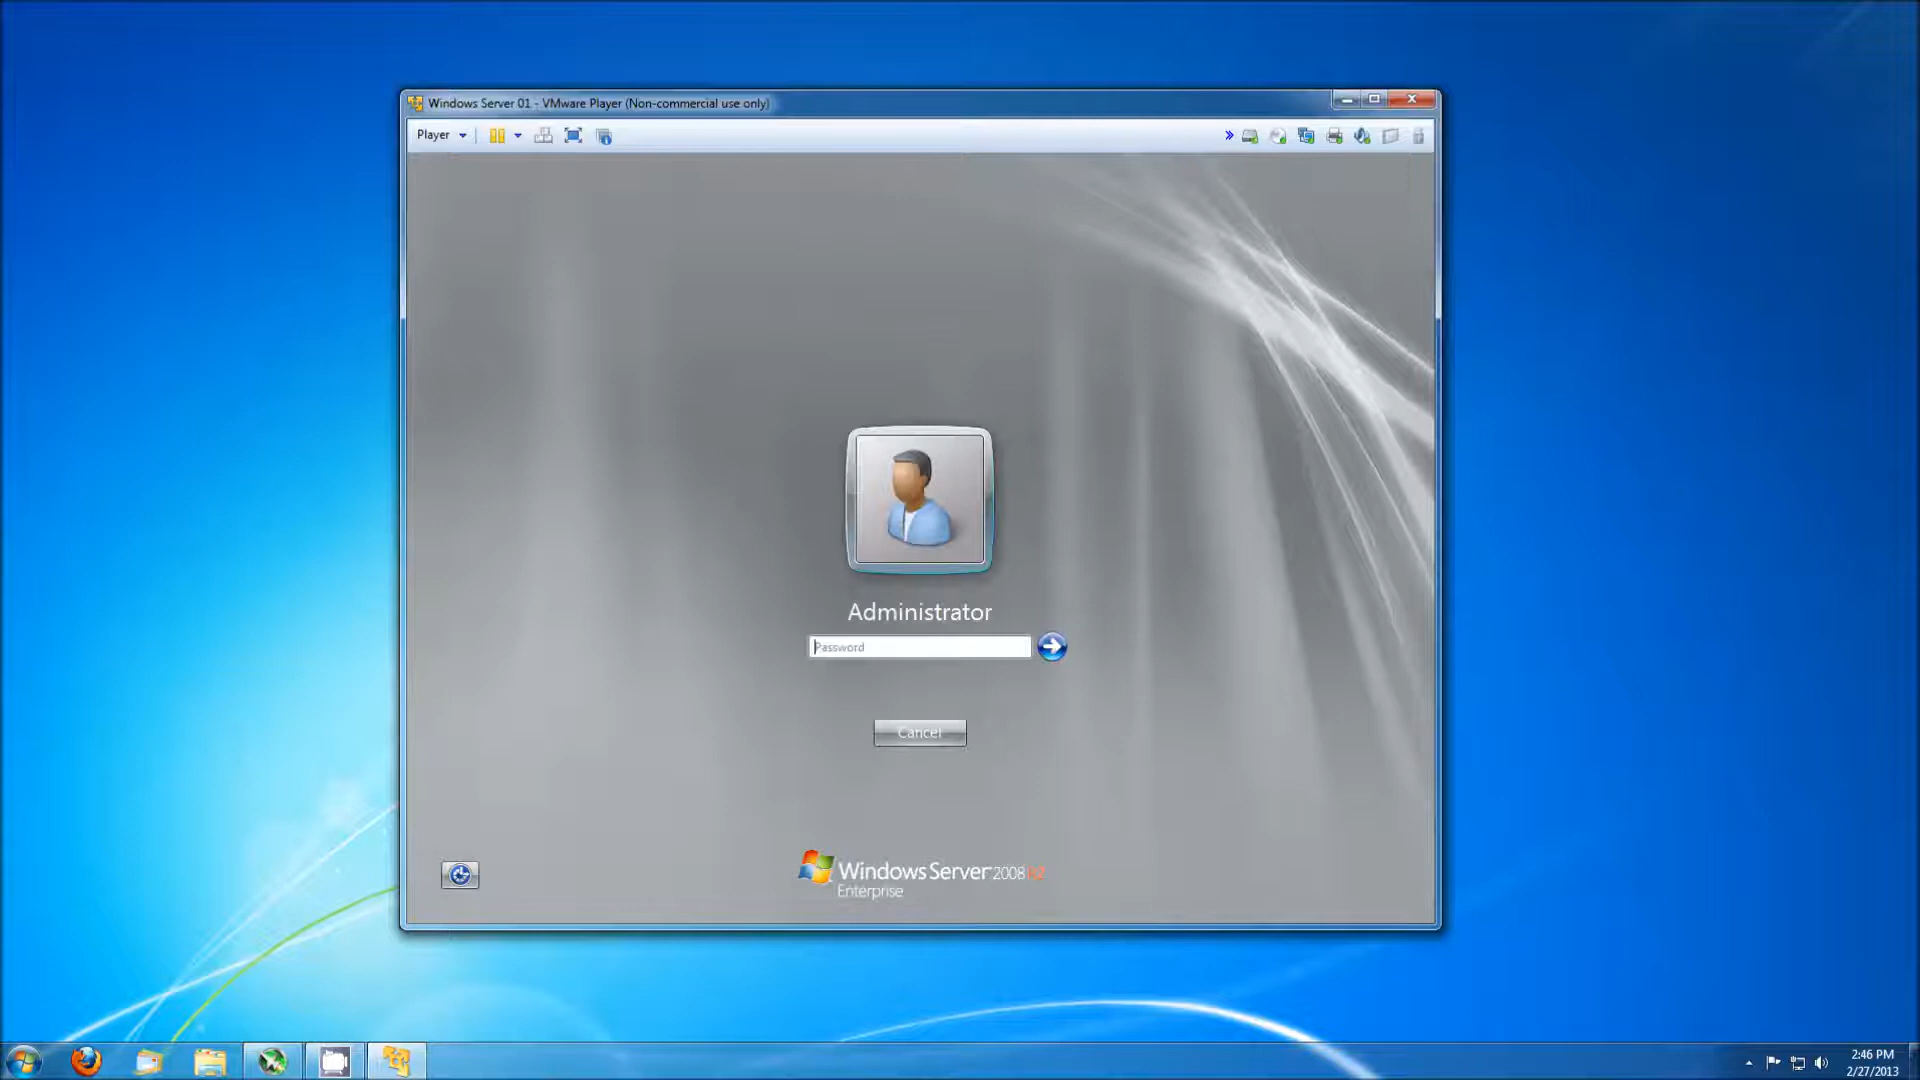 Windows Server 01 - VMware Player (Non-commercial use only)
Player
»
Administrator
Password
Cancel
Windows Server 2008 R2
Enterprise
2:46 PM
2/27/2013